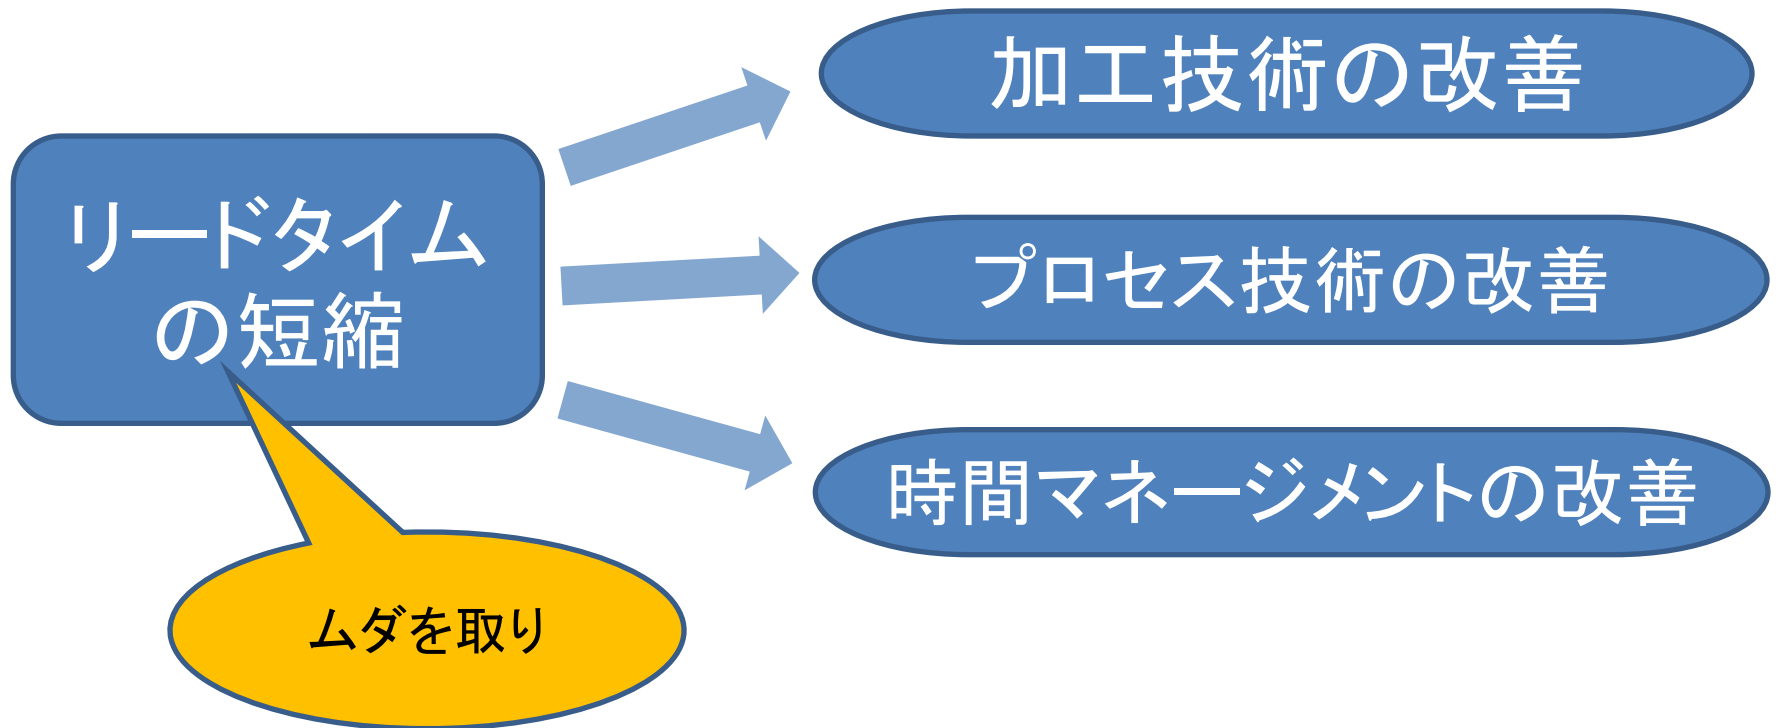 リードタイム
の短縮
加工技術の改善
プロセス技術の改善
時間マネージメントの改善
ムダを取り